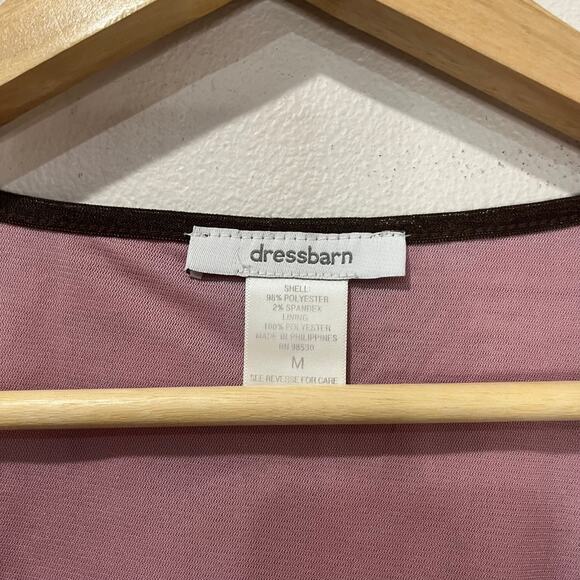 dressbarn
SHELL:
98% POLYESTER
2% SPANDEX
LINING
100% POLYESTER
MADE IN PHILIPPINES
RN 98530
M
SEE REVERSE FOR CARE